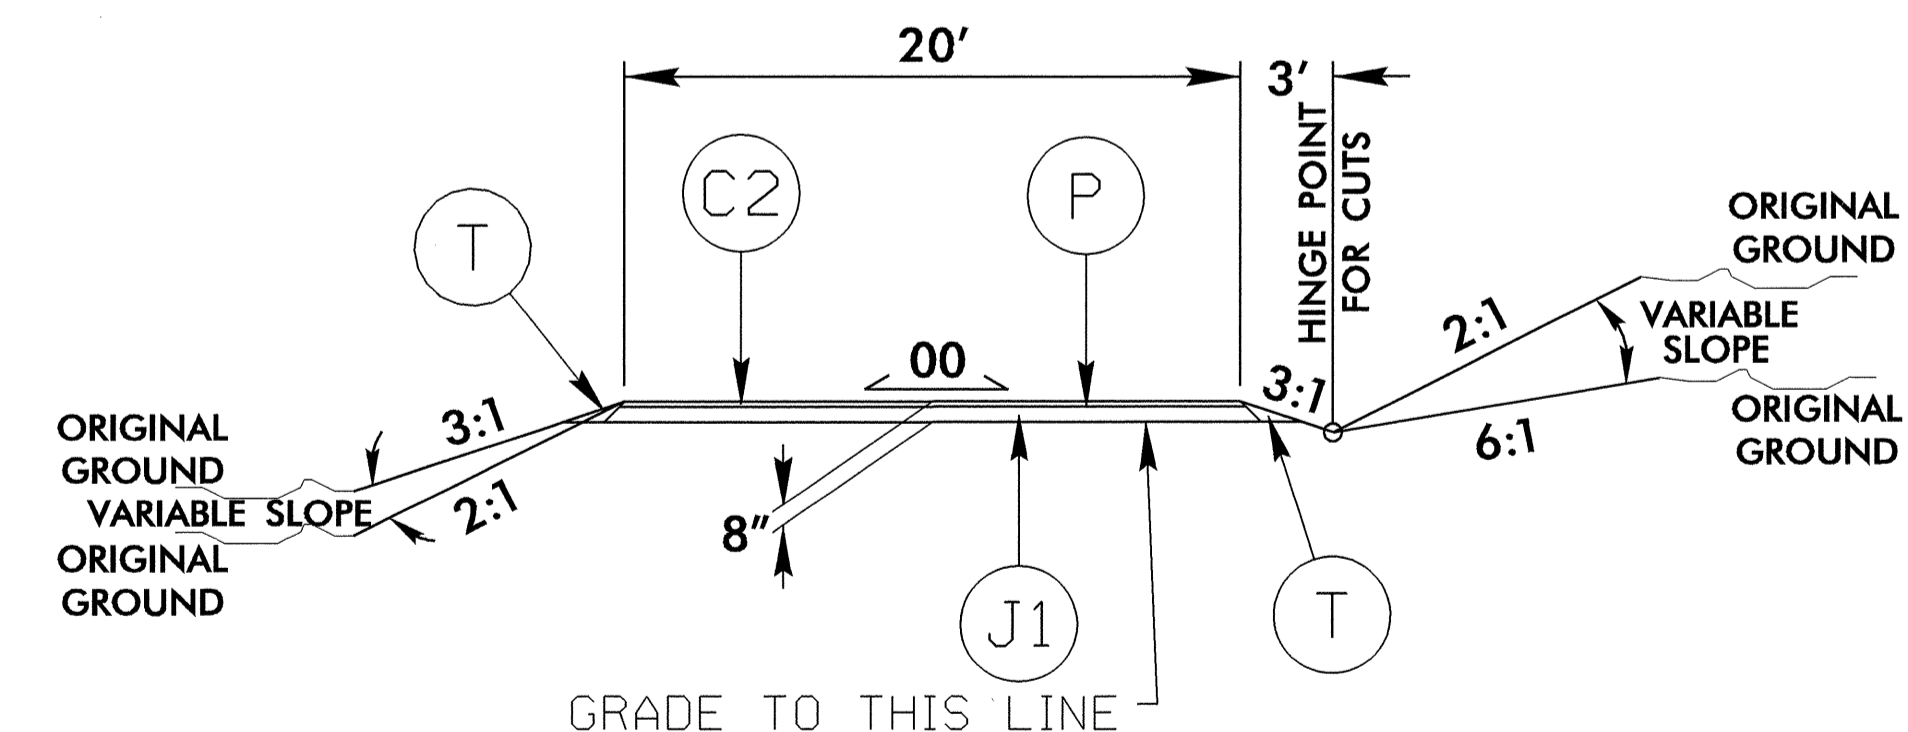 20'
3'
HINGE POINT
FOR CUTS
C2
P
T
ORIGINAL
GROUND
2:1
VARIABLE
SLOPE
00
3:1
6:1
ORIGINAL
GROUND
ORIGINAL
GROUND
3:1
VARIABLE SLOPE
2:1
ORIGINAL
GROUND
8"
J1
T
GRADE TO THIS LINE